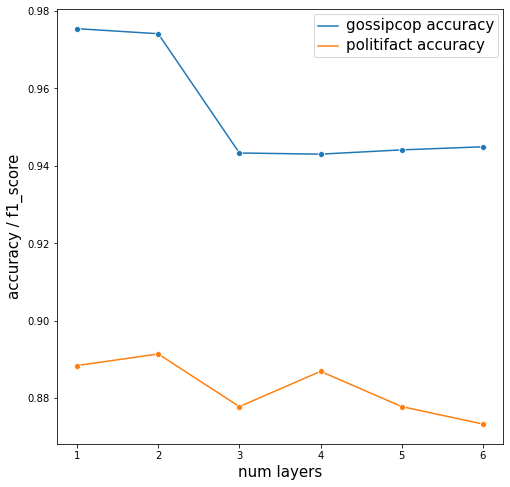 gossipcop accuracy
politifact accuracy
accuracy / f1_score
0.98
0.96
0.94
0.92
0.90
0.88
1 2 3 4 5 6
num layers